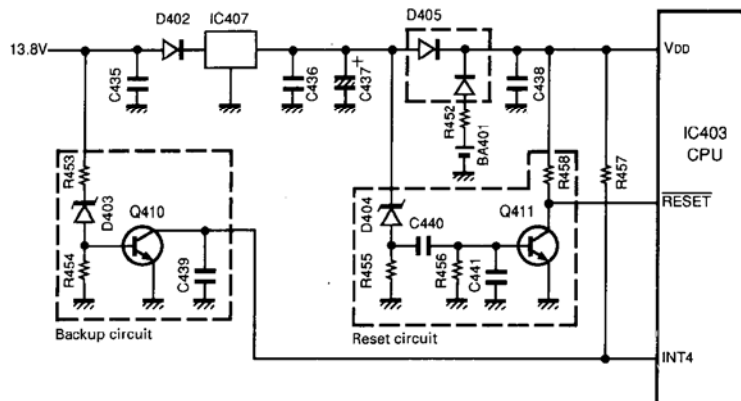 D402
IC407
D405
13.8V
C435
C436
+
C437
R452
BA401
C438
VDD
IC403
CPU
R458
R457
R453
D403
Q410
R454
C439
D404
C440
Q411
R455
R456
C441
RESET
Backup circuit
Reset circuit
INT4